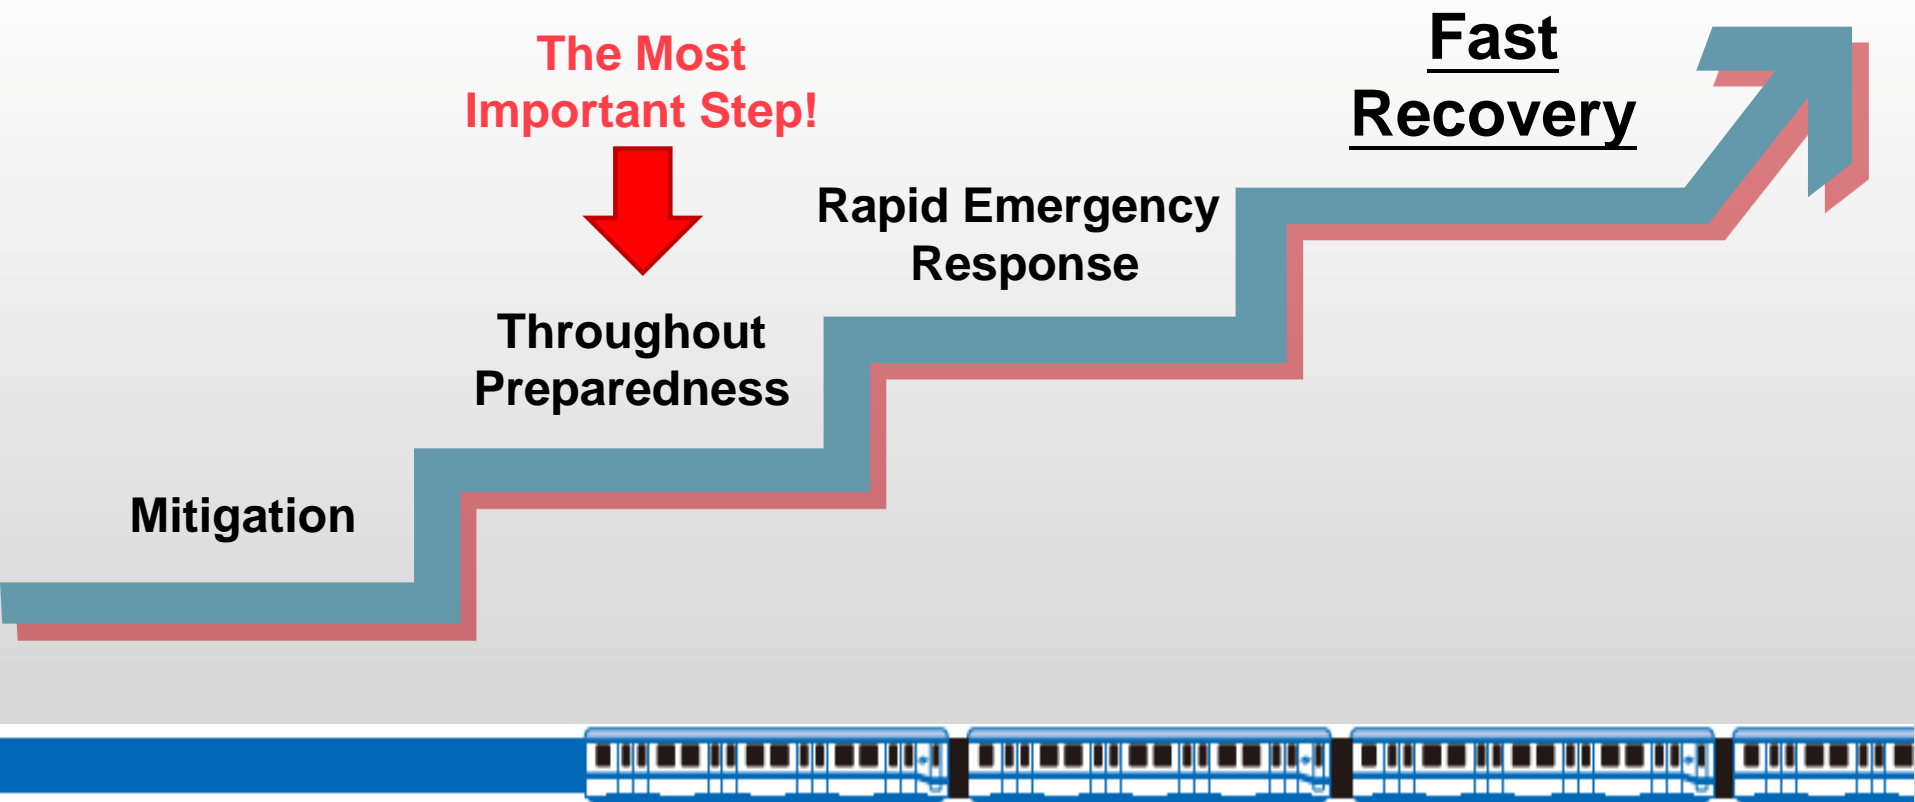 The Most
Important Step!
Fast
Recovery
Rapid Emergency
Response
Throughout
Preparedness
Mitigation